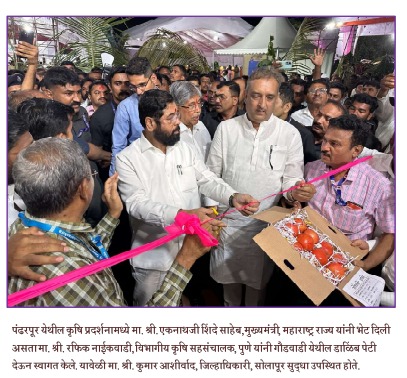 पंढरपूर येथील कृषि प्रदर्शनामध्ये मा. श्री. एकनाथजी शिंदे साहेब,मुख्यमंत्री, महाराष्ट्र राज्य यांनी भेट दिली
असता मा. श्री. रफिक नाईकवाडी,विभागीय कृषि सहसंचालक, पुणे यांनी गौडवाडी येथील डाळिंब पेटी
देऊन स्वागत केले. यावेळी मा. श्री. कुमार आशीर्वाद, जिल्हाधिकारी, सोलापूर सुद्धा उपस्थित होते.